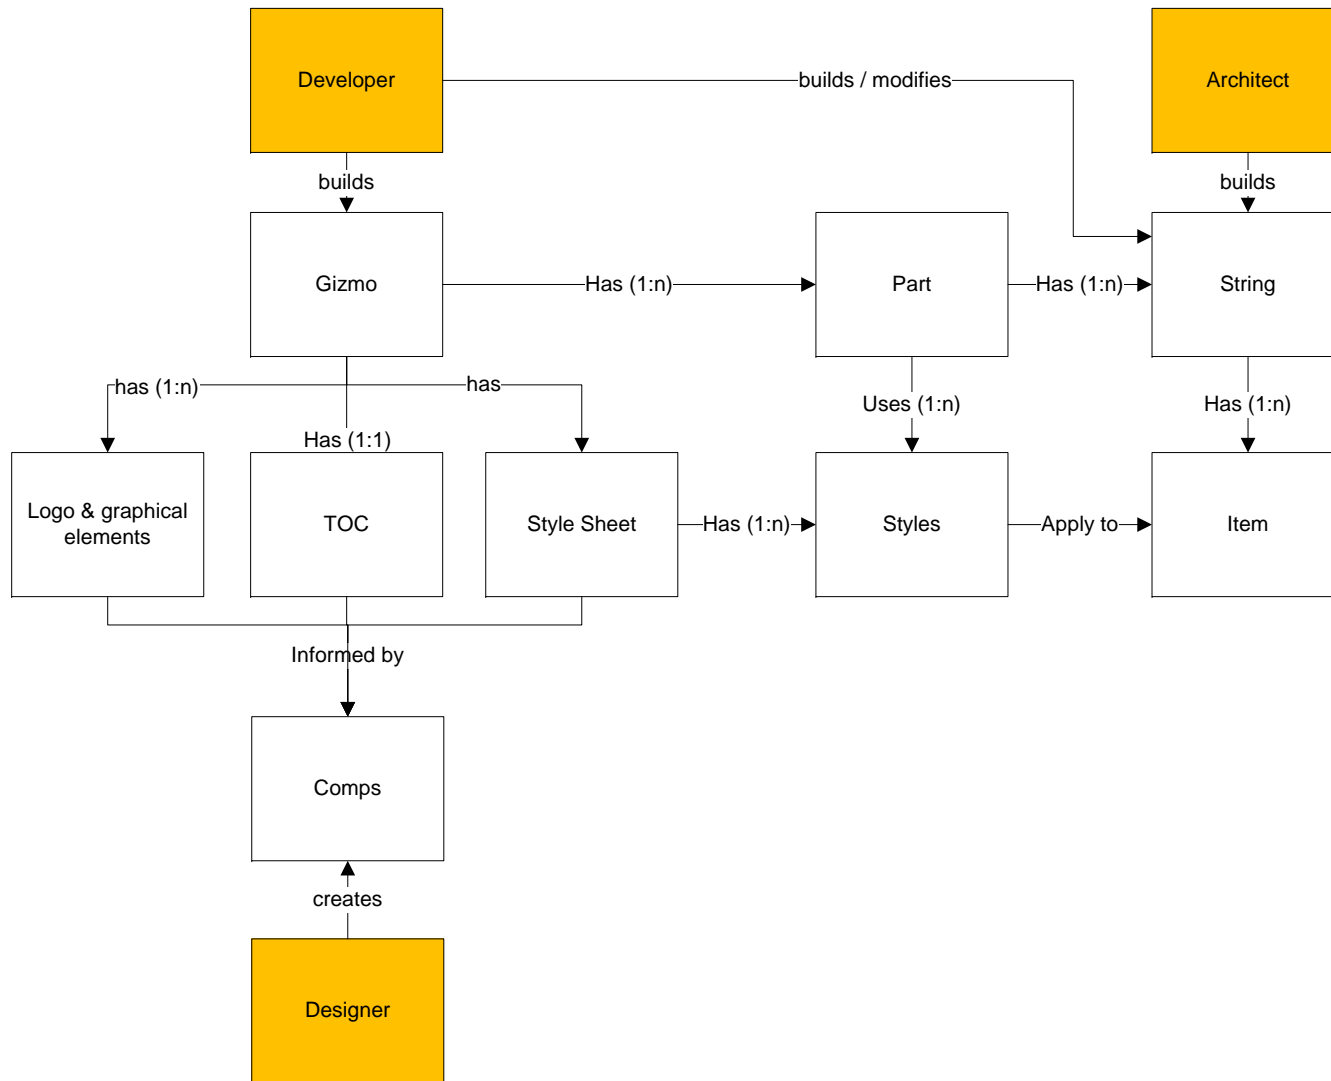 Developer
builds / modifies
Architect
builds
builds
Gizmo
Has (1:n)
Part
Has (1:n)
String
has (1:n)
has
Has (1:1)
Uses (1:n)
Has (1:n)
Logo & graphical
elements
TOC
Style Sheet
Has (1:n)
Styles
Apply to
Item
Informed by
Comps
creates
Designer